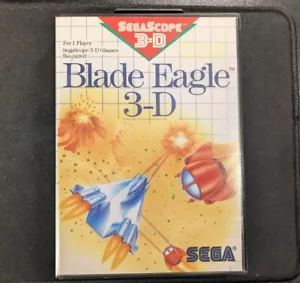 SEGASCOPE
3-D
For 1 Player
SegaScope 3-D Glasses
Required
Blade Eagle™
3-D
SEGA®